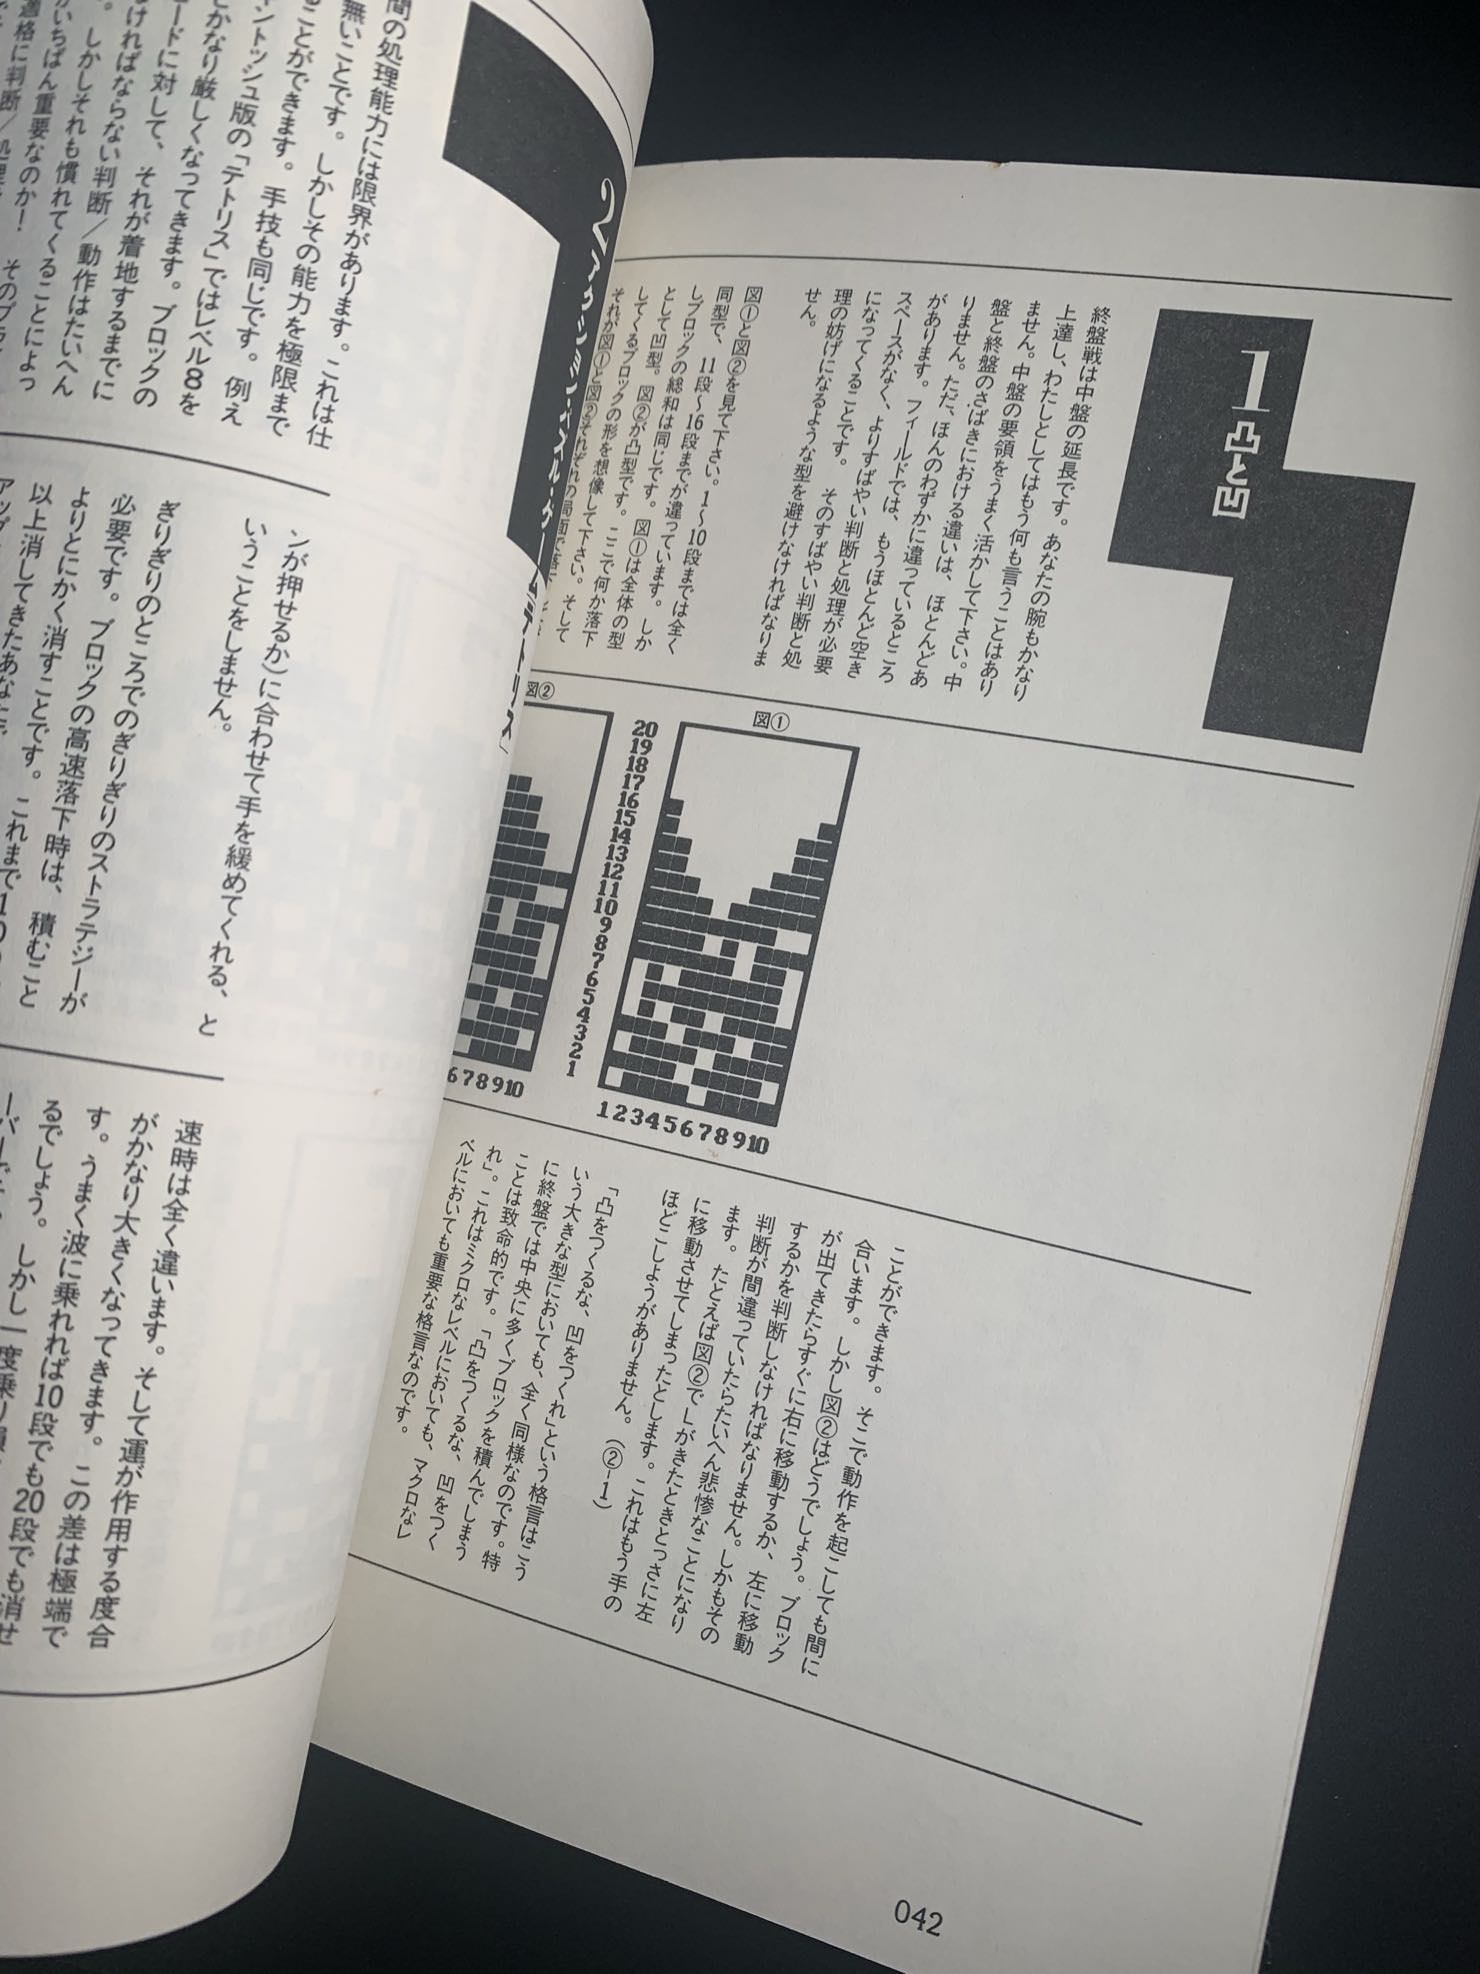 1 凸と凹
終盤戦は中盤の延長です。あなたの腕もかなり
上達し、わたしとしてはもう何も言うことはあり
ません。中盤の要領をうまく活かして下さい。中
盤と終盤のさばきにおける違いは、ほとんどあ
りません。ただ、ほんのわずかに違っているところ
があります。フィールドでは、もうほとんど空き
スペースがなく、よりすばやい判断と処理が必要
になってくることです。そのすばやい判断と処
理の妨げになるような型を避けなければなりま
せん。
図①と図②を見て下さい。1〜10段までは全く
同型で、11段〜16段までが違っています。しか
しブロックの総和は同じです。図①は全体の型
として凹型。図②が凸型です。ここで何か落下
してくるブロックの形を想像して下さい。そして
それが図①と図②それぞれの局面で
図①
図②
20
19
18
17
16
15
14
13
12
11
10
9
8
7
6
5
4
3
2
1
1 2 3 4 5 6 7 8 9 10
6 7 8 9 10
ことができます。そこで動作を起こしても間に
合います。しかし図②はどうでしょう。ブロック
が出てきたらすぐに右に移動するか、左に移動
するかを判断しなければなりません。しかもその
判断が間違っていたらたいへん悲惨なことになり
ます。たとえば図②でLがきたときとっさに左
に移動させてしまったとします。これはもう手の
ほどこしようがありません。(②-1)
「凸をつくるな、凹をつくれ」という格言はこう
いう大きな型においても、全く同様なのです。特
に終盤では中央に多くブロックを積んでしまう
ことは致命的です。「凸をつくるな、凹をつく
れ」。これはミクロなレベルにおいても、マクロなレ
ベルにおいても重要な格言なのです。
042
2
間の処理能力には限界があります。これは仕
無いことです。しかしその能力を極限まで
ることができます。手技も同じです。例え
ントッシュ版の「テトリス」ではレベル8を
かなり厳しくなってきます。ブロックの
ードに対して、それが着地するまでに
なければならない判断／動作はたいへん
。しかしそれも慣れてくることによっ
いちばん重要なのか！ そのプラ
適格に判断／処理
ンが押せるか)に合わせて手を緩めてくれる、と
いうことをしません。
ぎりぎりのところでのぎりぎりのストラテジーが
必要です。ブロックの高速落下時は、積むこと
よりとにかく消すことです。これまで
以上消してきたあなたで
アップ
速時は全く違います。そして運が作用する度合
がかなり大きくなってきます。この差は極端で
す。うまく波に乗れれば10段でも20段でも消せ
るでしょう。しかし一度乗り